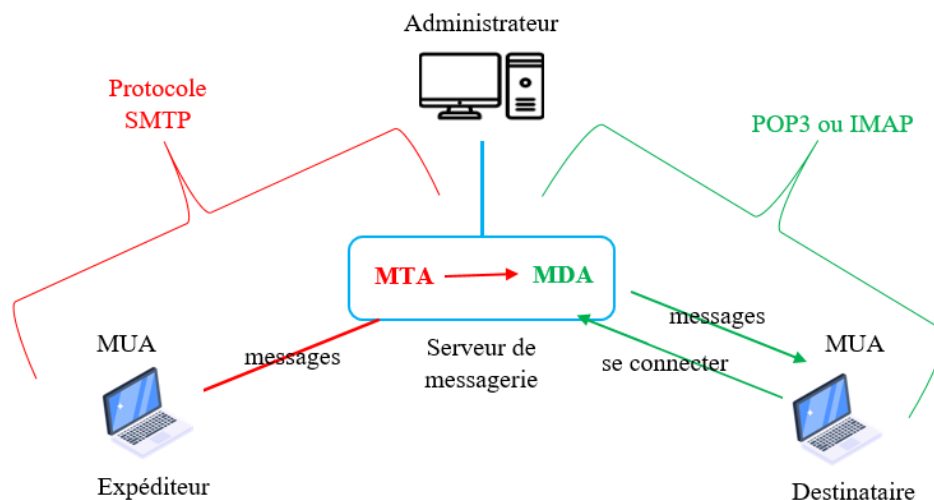 Administrateur
Protocole
SMTP
POP3 ou IMAP
MTA
MDA
MUA
messages
Serveur de
messagerie
messages
se connecter
MUA
Expéditeur
Destinataire